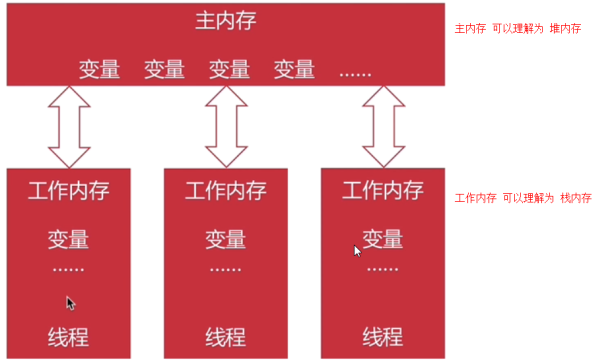 主内存
变量 变量 变量 变量 ......
主内存 可以理解为 堆内存
工作内存 工作内存 工作内存
变量 变量 变量
...... ...... ......
线程 线程 线程
工作内存 可以理解为 栈内存